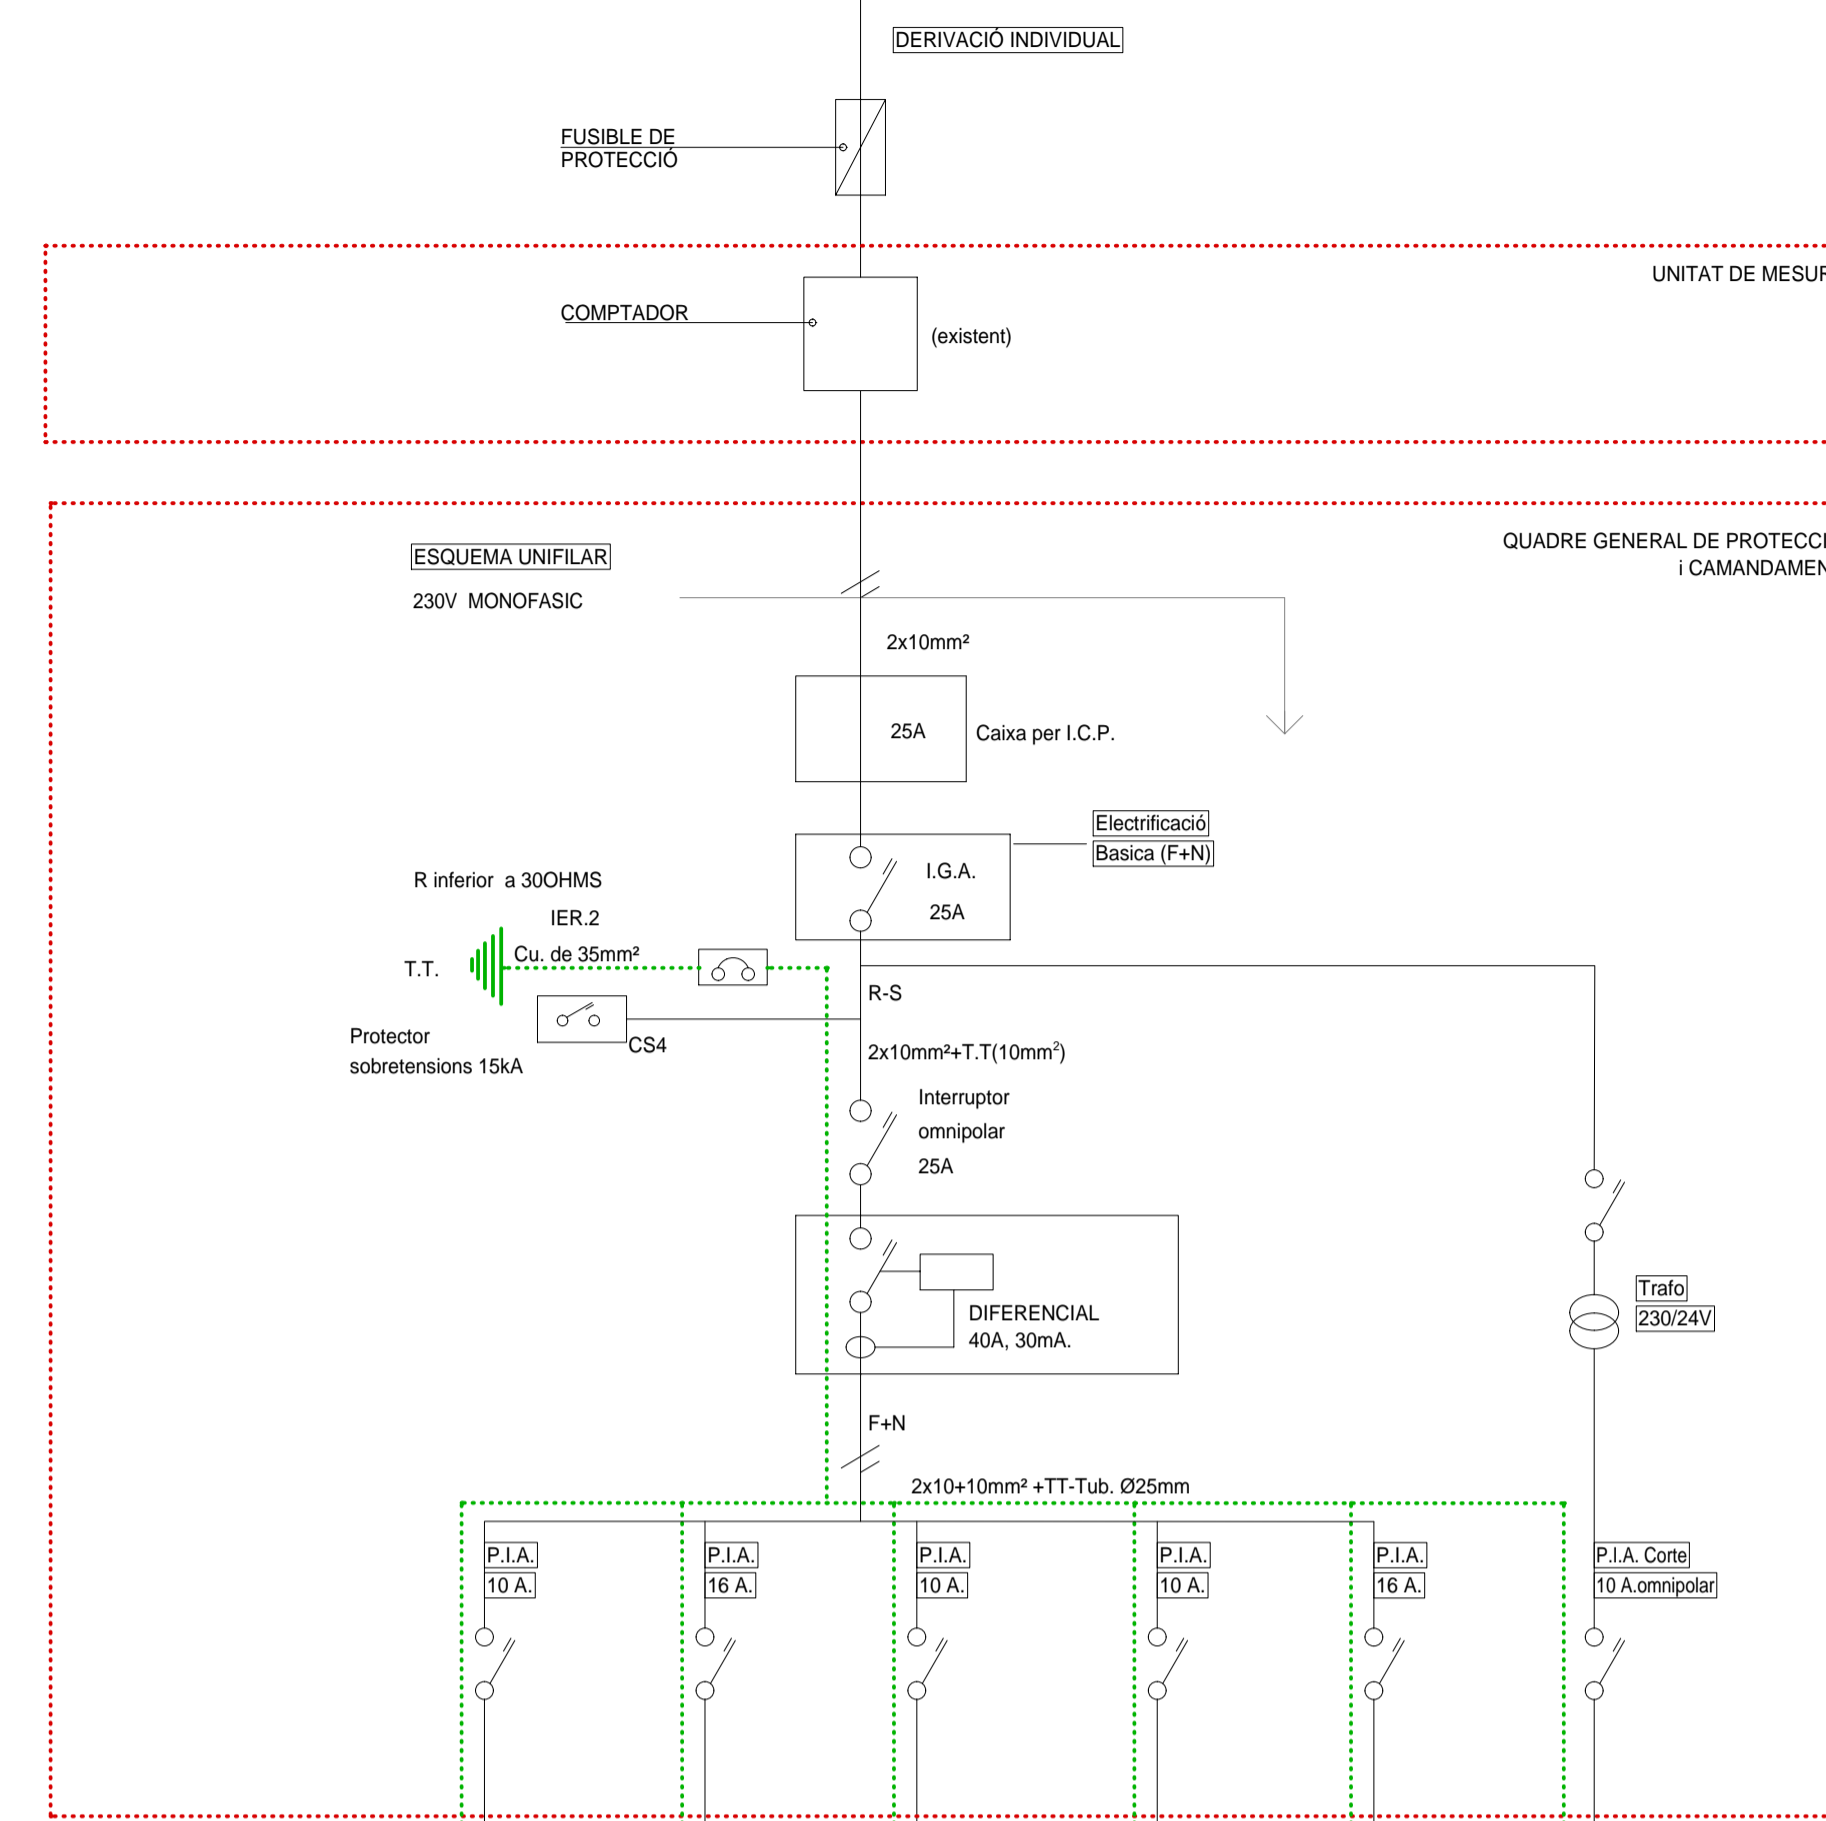 DERIVACIÓ INDIVIDUAL
FUSIBLE DE
PROTECCIÓ
UNITAT DE MESUR
COMPTADOR
(existent)
QUADRE GENERAL DE PROTECCI
i CAMANDAMEN
ESQUEMA UNIFILAR
230V MONOFASIC
2x10mm²
25A
Caixa per I.C.P.
Electrificació
Basica (F+N)
I.G.A.
25A
R inferior a 30OHMS
IER.2
Cu. de 35mm²
T.T.
R-S
Protector
sobretensions 15kA
CS4
2x10mm²+T.T(10mm²)
Interruptor
omnipolar
25A
Trafo
230/24V
DIFERENCIAL
40A, 30mA.
F+N
2x10+10mm² +TT-Tub. Ø25mm
P.I.A.
10 A.
P.I.A.
16 A.
P.I.A.
10 A.
P.I.A.
10 A.
P.I.A.
16 A.
P.I.A. Corte
10 A.omnipolar